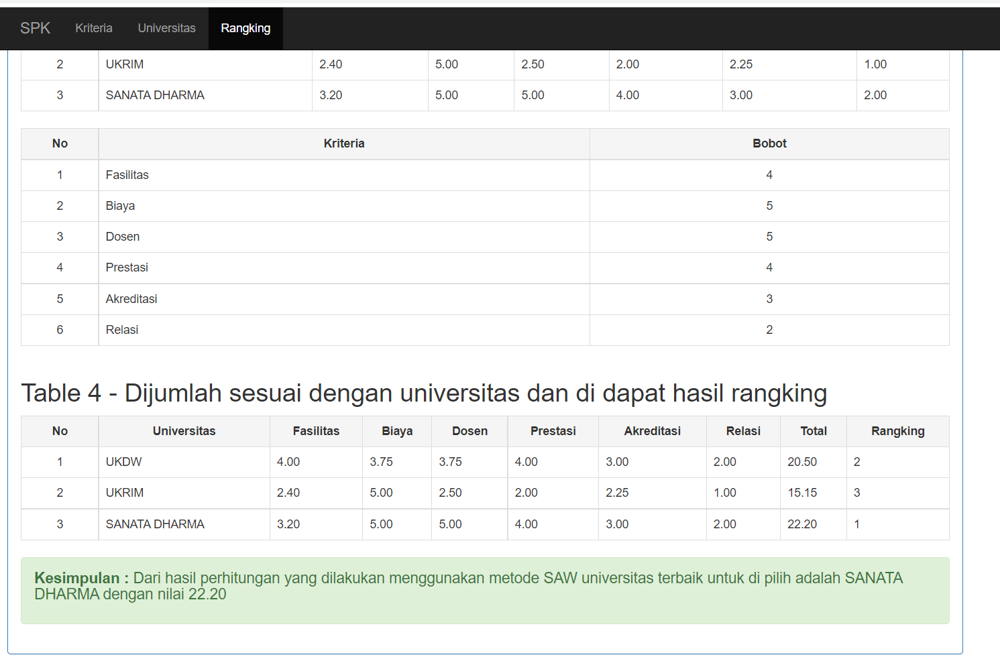 SPK Kriteria Universitas Rangking
2 UKRIM 2.40 5.00 2.50 2.00 2.25 1.00
3 SANATA DHARMA 3.20 5.00 5.00 4.00 3.00 2.00
No Kriteria Bobot
1 Fasilitas 4
2 Biaya 5
3 Dosen 5
4 Prestasi 4
5 Akreditasi 3
6 Relasi 2
Table 4 - Dijumlah sesuai dengan universitas dan di dapat hasil rangking
No Universitas Fasilitas Biaya Dosen Prestasi Akreditasi Relasi Total Rangking
1 UKDW 4.00 3.75 3.75 4.00 3.00 2.00 20.50 2
2 UKRIM 2.40 5.00 2.50 2.00 2.25 1.00 15.15 3
3 SANATA DHARMA 3.20 5.00 5.00 4.00 3.00 2.00 22.20 1
Kesimpulan : Dari hasil perhitungan yang dilakukan menggunakan metode SAW universitas terbaik untuk di pilih adalah SANATA
DHARMA dengan nilai 22.20